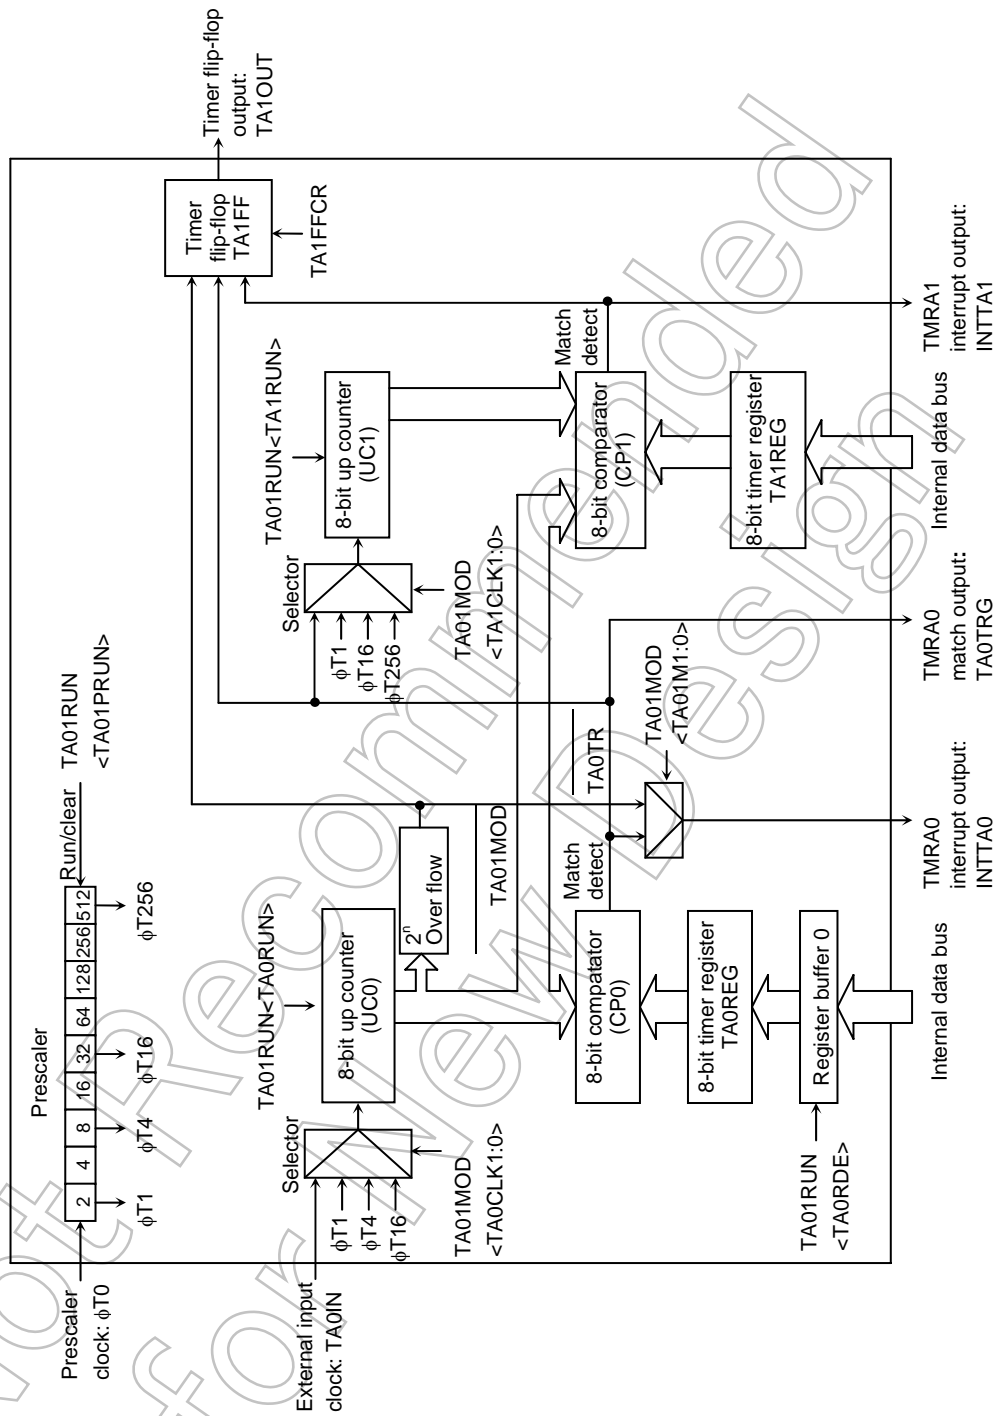 Prescaler
Prescaler
clock: ϕT0
2
4
8
16
32
64
128
256
512
Run/clear
TA01RUN
<TA01PRUN>
ϕT1
ϕT4
ϕT16
ϕT256
External input
clock: TA0IN
Selector
ϕT1
ϕT4
ϕT16
TA01MOD
<TA0CLK1:0>
TA01RUN<TA0RUN>
8-bit up counter
(UC0)
2ⁿ
Over flow
TA01MOD
Selector
ϕT1
ϕT16
ϕT256
TA01MOD
<TA1CLK1:0>
TA01RUN<TA1RUN>
8-bit up counter
(UC1)
Timer
flip-flop
TA1FF
TA1FFCR
Timer flip-flop
output:
TA1OUT
8-bit compatator
(CP0)
Match
detect
TA0TR
TA01MOD
<TA01M1:0>
8-bit comparator
(CP1)
Match
detect
8-bit timer register
TA0REG
8-bit timer register
TA1REG
Register buffer 0
TA01RUN
<TA0RDE>
Internal data bus
TMRA0
interrupt output:
INTTA0
TMRA0
match output:
TA0TRG
Internal data bus
TMRA1
interrupt output:
INTTA1
Not Recommended
for New Design